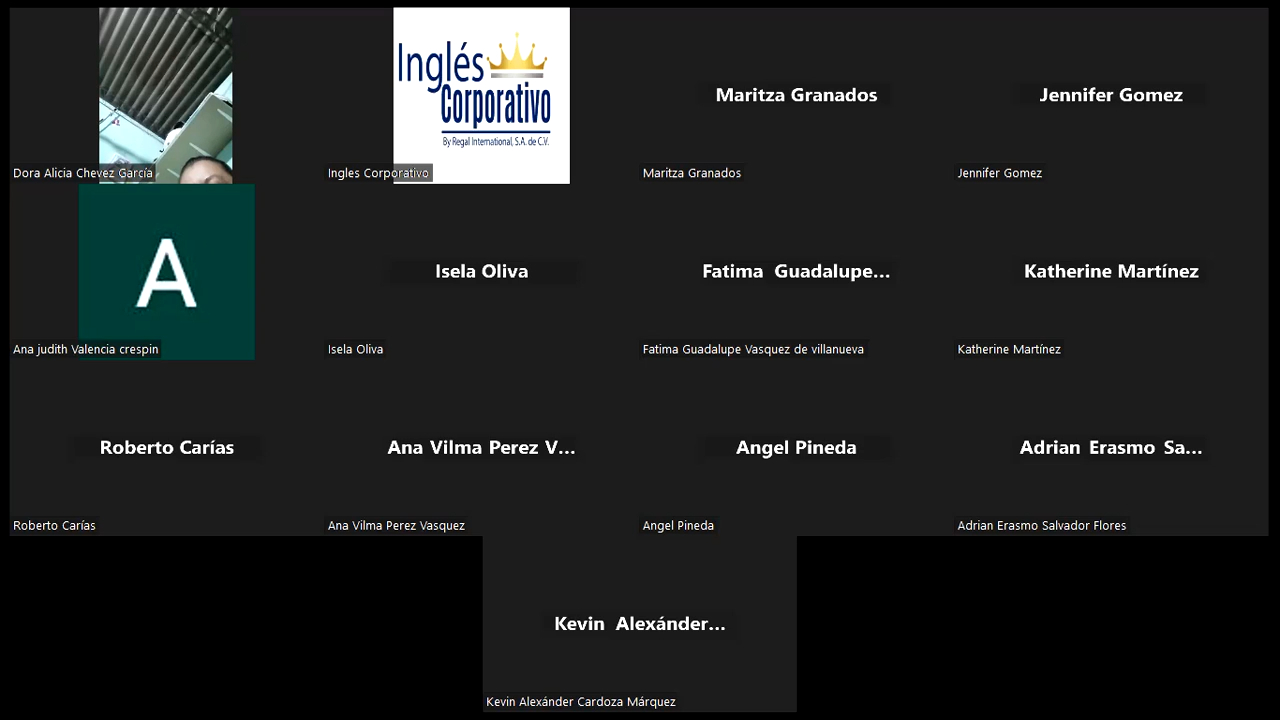 Dora Alicia Chevez García
Inglés
Corporativo
By Regal International, S.A. de C.V.
Ingles Corporativo
Maritza Granados
Maritza Granados
Jennifer Gomez
Jennifer Gomez
A
Ana judith Valencia crespin
Isela Oliva
Isela Oliva
Fatima Guadalupe...
Fatima Guadalupe Vasquez de villanueva
Katherine Martínez
Katherine Martínez
Roberto Carías
Roberto Carías
Ana Vilma Perez V...
Ana Vilma Perez Vasquez
Angel Pineda
Angel Pineda
Adrian Erasmo Sa...
Adrian Erasmo Salvador Flores
Kevin Alexánder...
Kevin Alexánder Cardoza Márquez